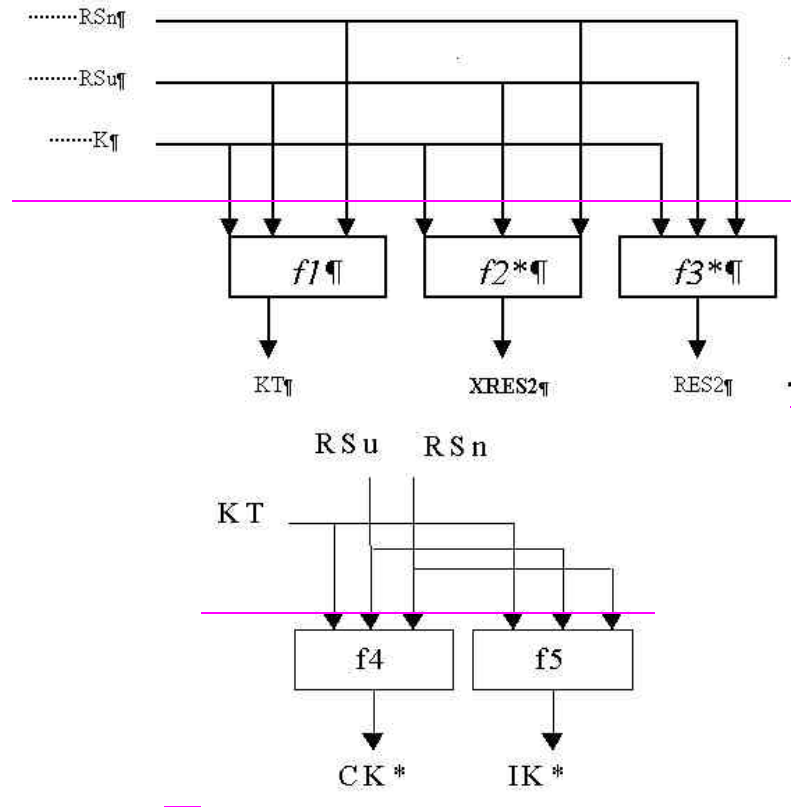 ········RSn¶
········RSu¶
·······K¶
f1¶ f2*¶ f3*¶
KT¶ XRES2¶ RES2¶
RSu RSn
KT
f4 f5
CK* IK*